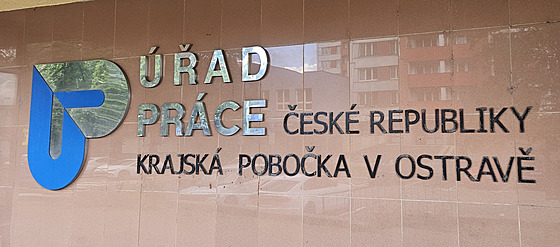 ÚŘAD
PRÁCE ČESKÉ REPUBLIKY
KRAJSKÁ POBOČKA V OSTRAVĚ